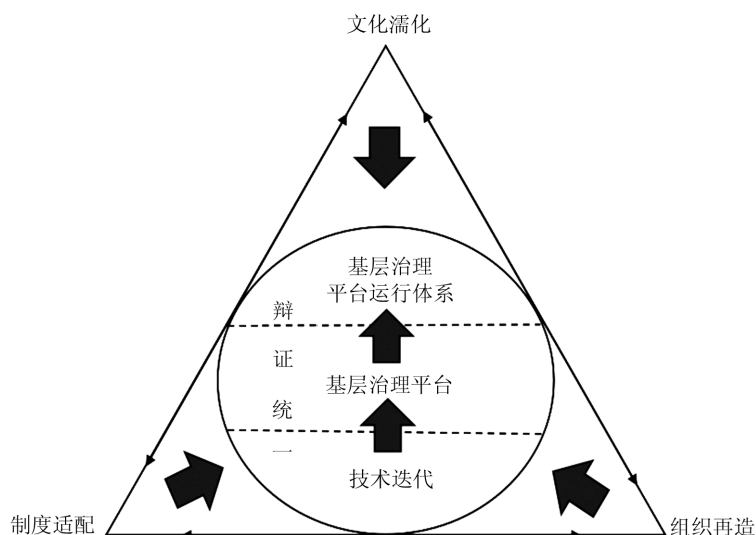 文化濡化
基层治理
平台运行体系
辩证统一
基层治理平台
技术迭代
制度适配
组织再造